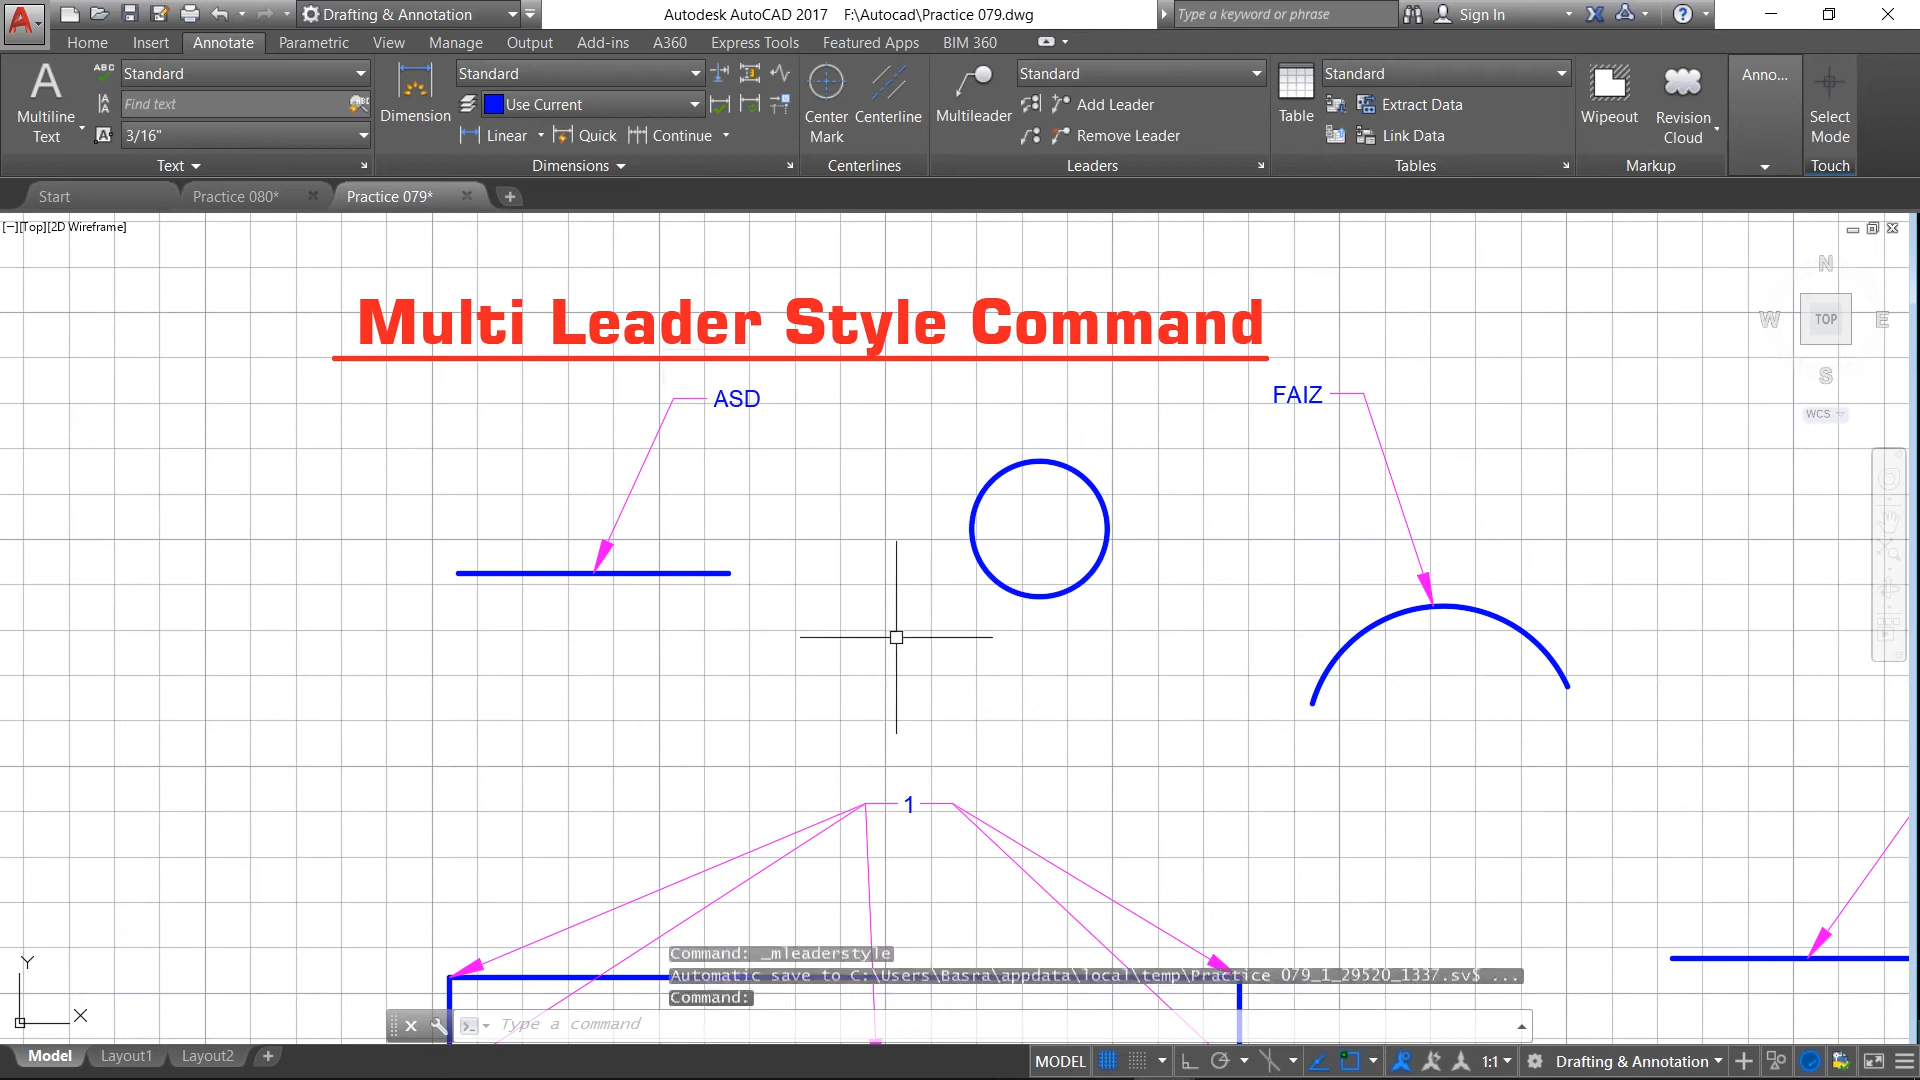 Drafting & Annotation
Autodesk AutoCAD 2017 F:\Autocad\Practice 079.dwg
Type a keyword or phrase
Sign In
Home Insert Annotate Parametric View Manage Output Add-ins A360 Express Tools Featured Apps BIM 360
Multiline
Text
ABC
Standard
Find text
3/16"
Text
Dimension
Standard
Use Current
Linear Quick Continue
Dimensions
Center
Mark
Centerline
Centerlines
Multileader
Standard
Add Leader
Remove Leader
Leaders
Table
Standard
Extract Data
Link Data
Tables
Wipeout
Revision
Cloud
Markup
Anno...
Select
Mode
Touch
Start Practice 080* Practice 079*
[−][Top][2D Wireframe]
N
W TOP E
S
WCS
Multi Leader Style Command
ASD
FAIZ
1
Command: _mleaderstyle
Automatic save to C:\Users\Basra\appdata\local\temp\Practice 079_1_29520_1337.sv$ ...
Command:
Type a command
Y
X
Model Layout1 Layout2
MODEL
1:1
Drafting & Annotation